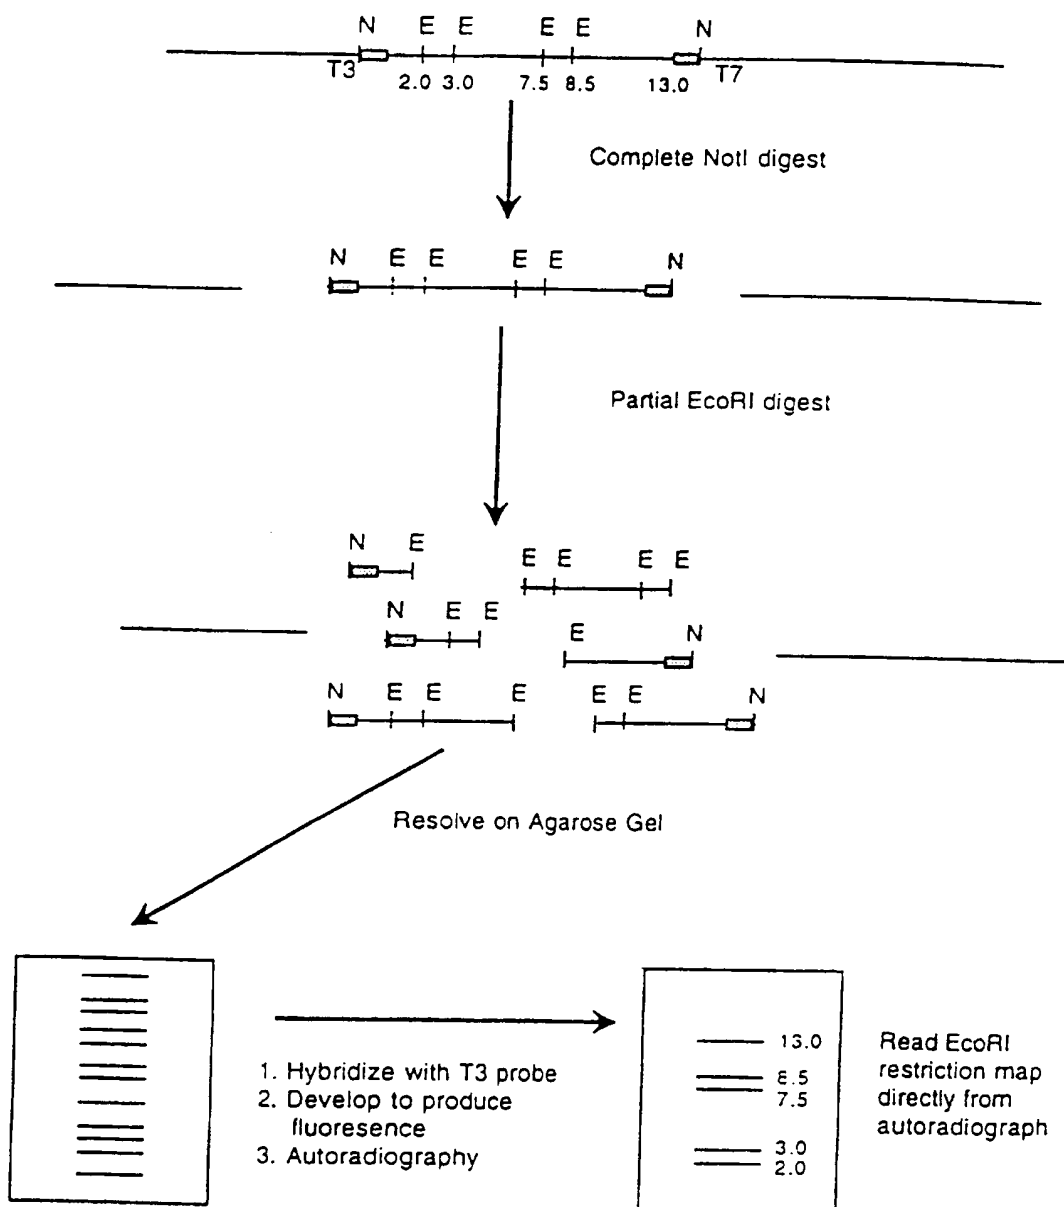 N E E E E N
T3 T7
2.0 3.0 7.5 8.5 13.0
Complete NotI digest
N E E E E N
Partial EcoRI digest
N E
E E E E
N E E
E N
N E E E
E E N
Resolve on Agarose Gel
1. Hybridize with T3 probe
2. Develop to produce
fluoresence
3. Autoradiography
13.0
8.5
7.5
3.0
2.0
Read EcoRI
restriction map
directly from
autoradiograph